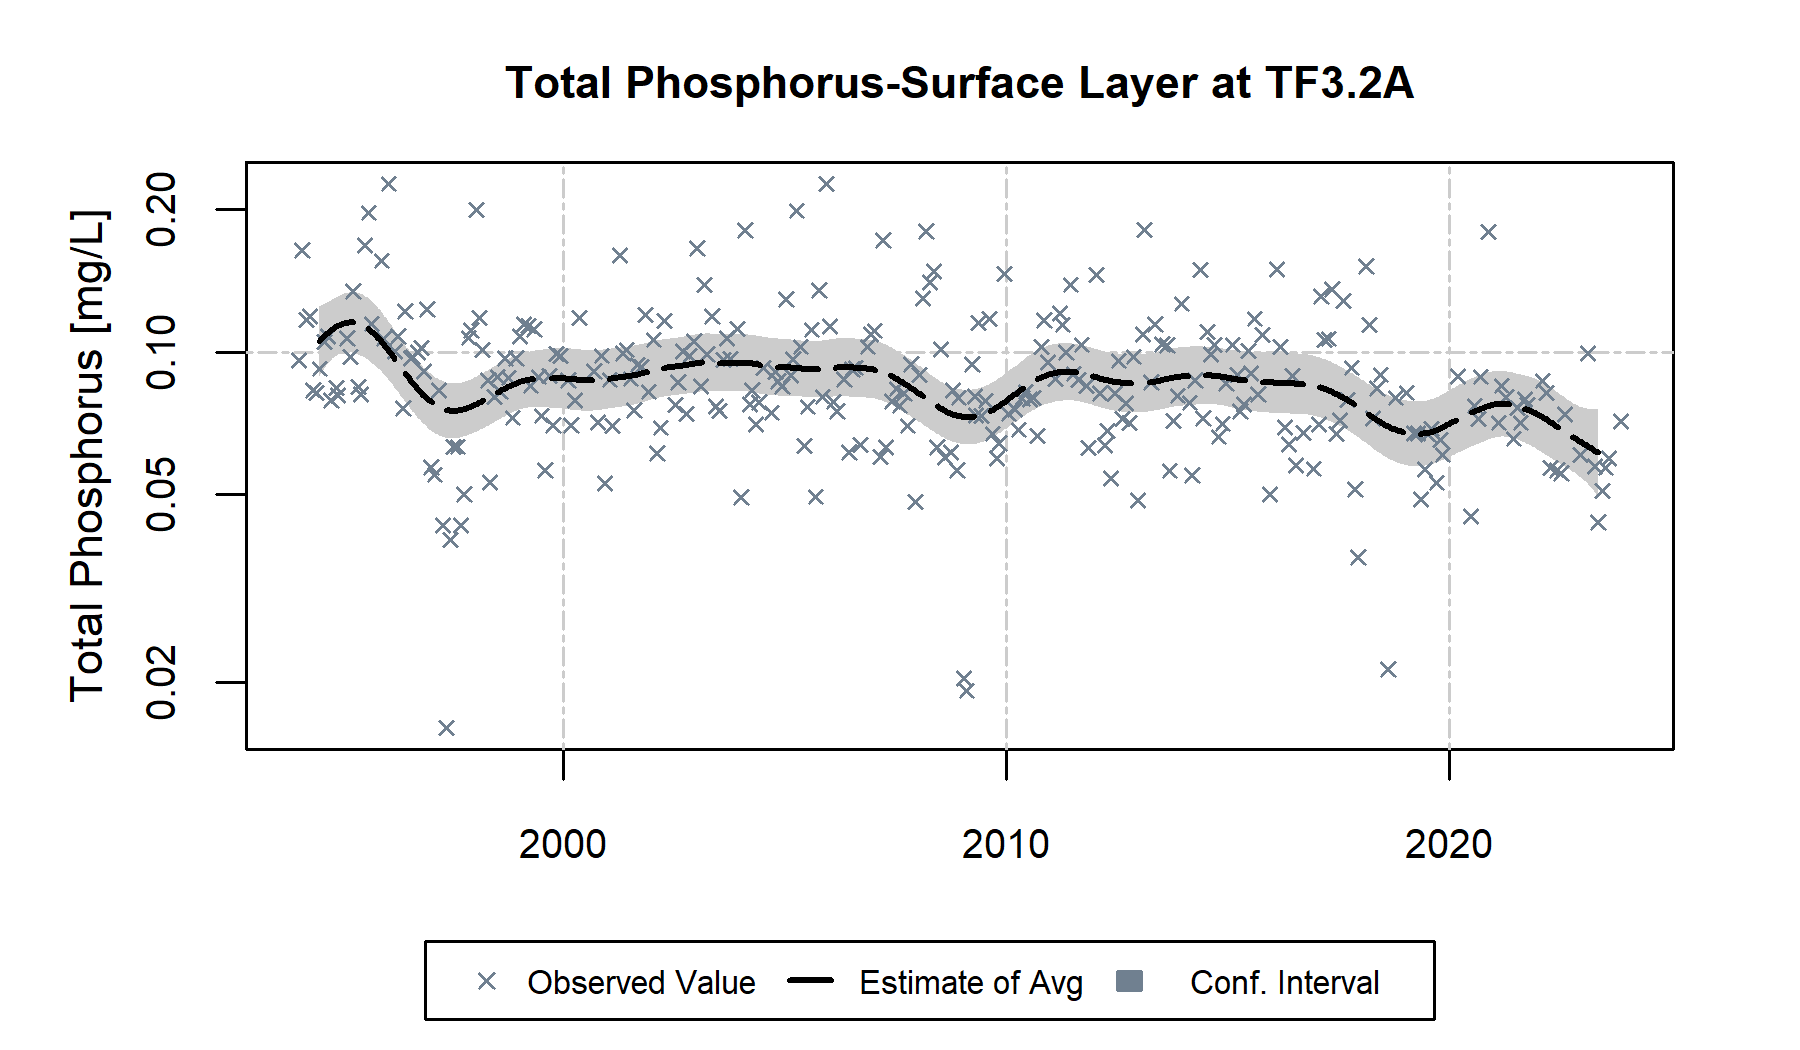 Total Phosphorus-Surface Layer at TF3.2A
Total Phosphorus [mg/L]
0.20
0.10
0.05
0.02
2000 2010 2020
Observed Value Estimate of Avg Conf. Interval